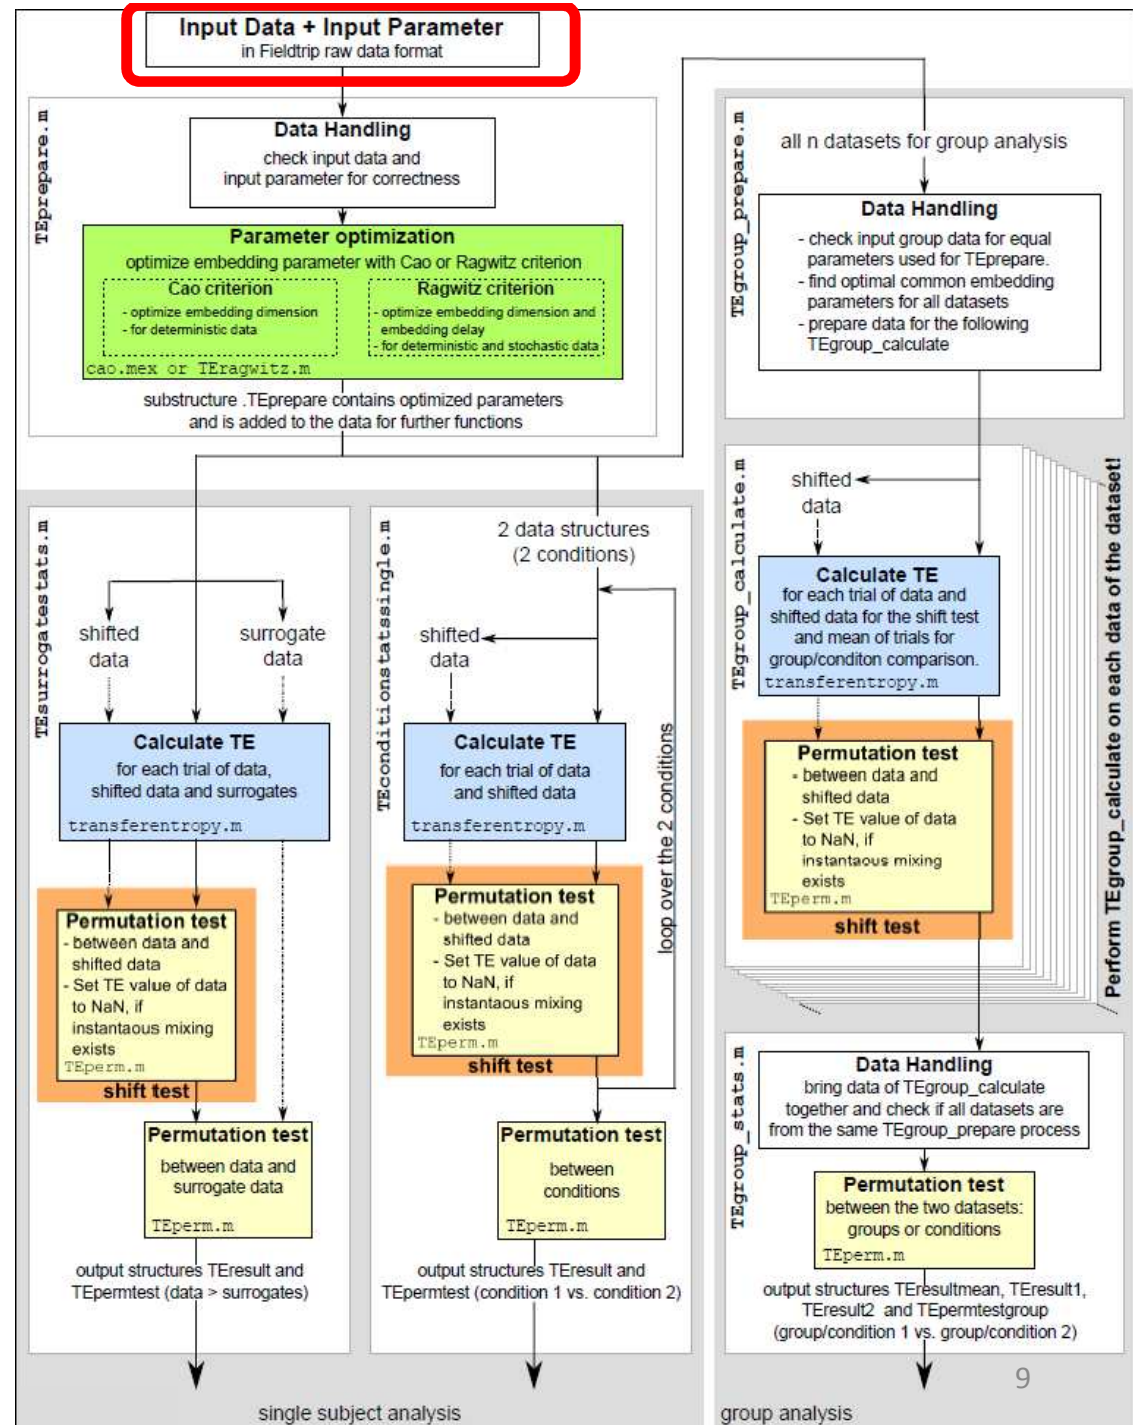 Input Data + Input Parameter
in Fieldtrip raw data format
TEprepare.m
Data Handling
check input data and
input parameter for correctness
Parameter optimization
optimize embedding parameter with Cao or Ragwitz criterion
Cao criterion
- optimize embedding dimension
- for deterministic data
Ragwitz criterion
- optimize embedding dimension and
embedding delay
- for deterministic and stochastic data
cao.mex or TEragwitz.m
substructure .TEprepare contains optimized parameters
and is added to the data for further functions
TEsurrogatestats.m
shifted
data
surrogate
data
Calculate TE
for each trial of data,
shifted data and surrogates
transferentropy.m
Permutation test
- between data and
shifted data
- Set TE value of data
to NaN, if
instantaous mixing
exists
TEperm.m
shift test
Permutation test
between data and
surrogate data
TEperm.m
output structures TEresult and
TEpermtest (data > surrogates)
TEconditionstatssingle.m
2 data structures
(2 conditions)
shifted
data
Calculate TE
for each trial of data
and shifted data
transferentropy.m
Permutation test
- between data and
shifted data
- Set TE value of data
to NaN, if
instantaous mixing
exists
TEperm.m
shift test
loop over the 2 conditions
Permutation test
between
conditions
TEperm.m
output structures TEresult and
TEpermtest (condition 1 vs. condition 2)
single subject analysis
TEgroup_prepare.m
all n datasets for group analysis
Data Handling
- check input group data for equal
parameters used for TEprepare.
- find optimal common embedding
parameters for all datasets
- prepare data for the following
TEgroup_calculate
TEgroup_calculate.m
shifted
data
Calculate TE
for each trial of data and
shifted data for the shift test
and mean of trials for
group/conditon comparison.
transferentropy.m
Permutation test
- between data and
shifted data
- Set TE value of data
to NaN, if
instantaous mixing
exists
TEperm.m
shift test
Perform TEgroup_calculate on each data of the dataset!
TEgroup_stats.m
Data Handling
bring data of TEgroup_calculate
together and check if all datasets are
from the same TEgroup_prepare process
Permutation test
between the two datasets:
groups or conditions
TEperm.m
output structures TEresultmean, TEresult1,
TEresult2 and TEpermtestgroup
(group/condition 1 vs. group/condition 2)
9
group analysis